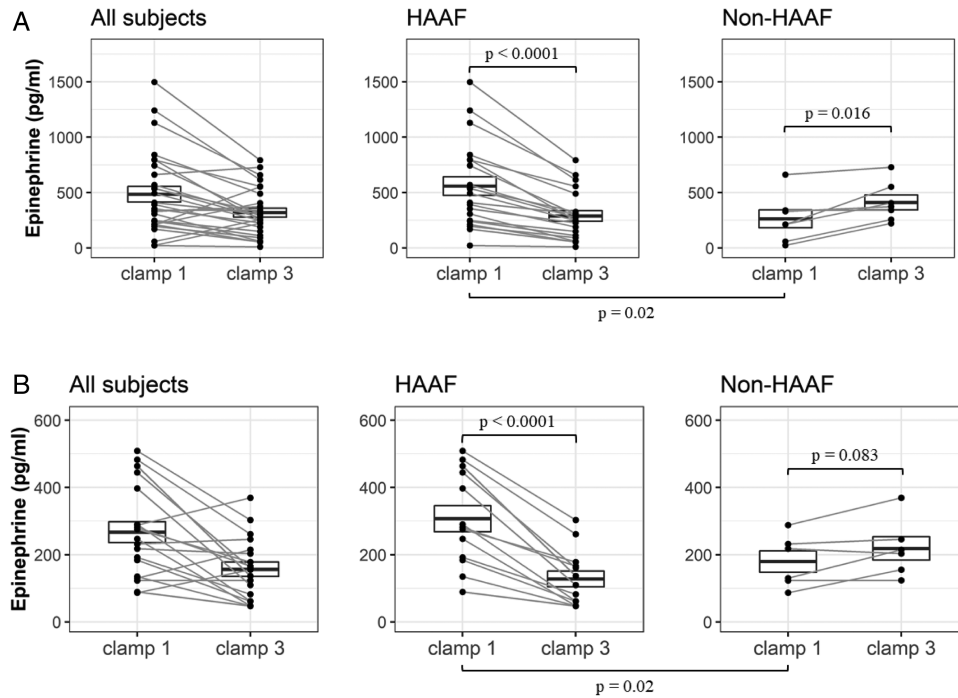 A
All subjects
HAAF
Non-HAAF
Epinephrine (pg/ml)
1500
1000
500
0
clamp 1
clamp 3
p < 0.0001
1500
1000
500
0
clamp 1
clamp 3
p = 0.016
1500
1000
500
0
clamp 1
clamp 3
p = 0.02
B
All subjects
HAAF
Non-HAAF
Epinephrine (pg/ml)
600
400
200
0
clamp 1
clamp 3
p < 0.0001
600
400
200
0
clamp 1
clamp 3
p = 0.083
600
400
200
0
clamp 1
clamp 3
p = 0.02